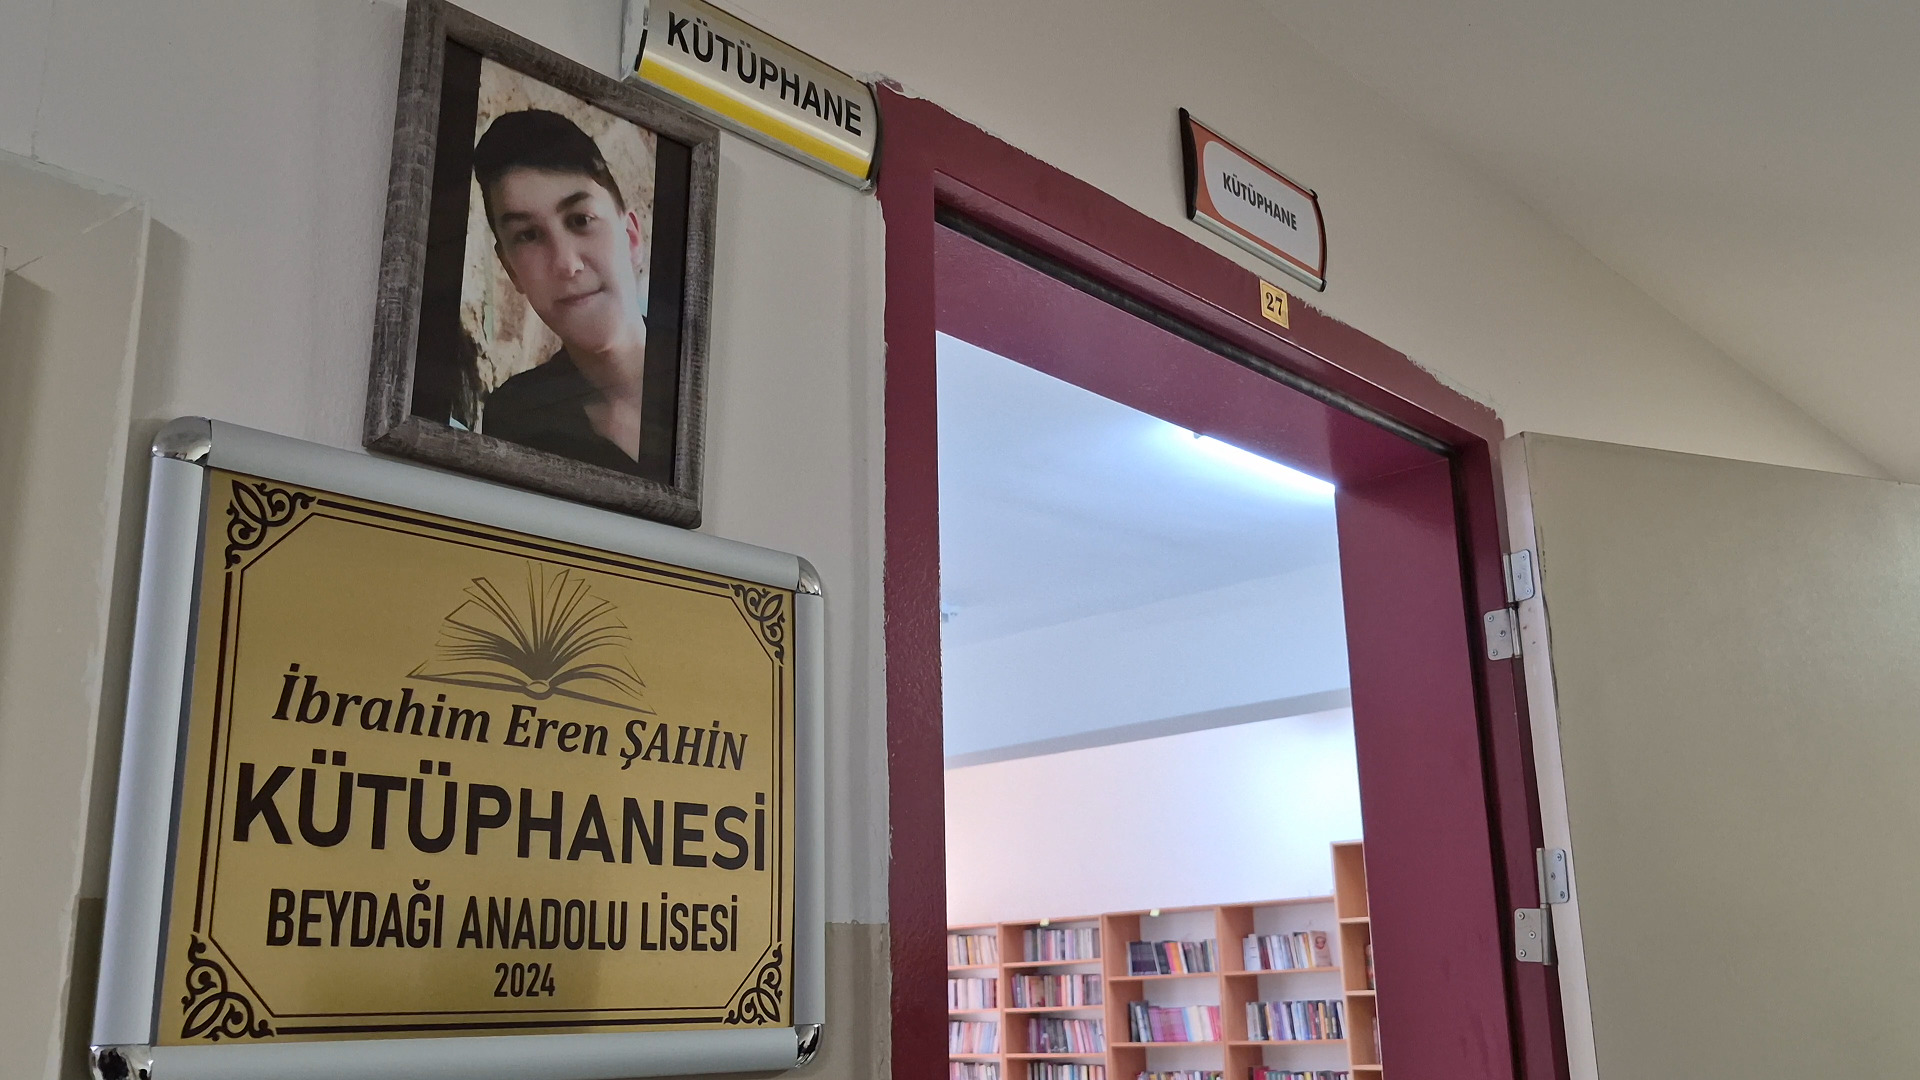 KÜTÜPHANE
KÜTÜPHANE
27
İbrahim Eren ŞAHİN
KÜTÜPHANESİ
BEYDAĞI ANADOLU LİSESİ
2024